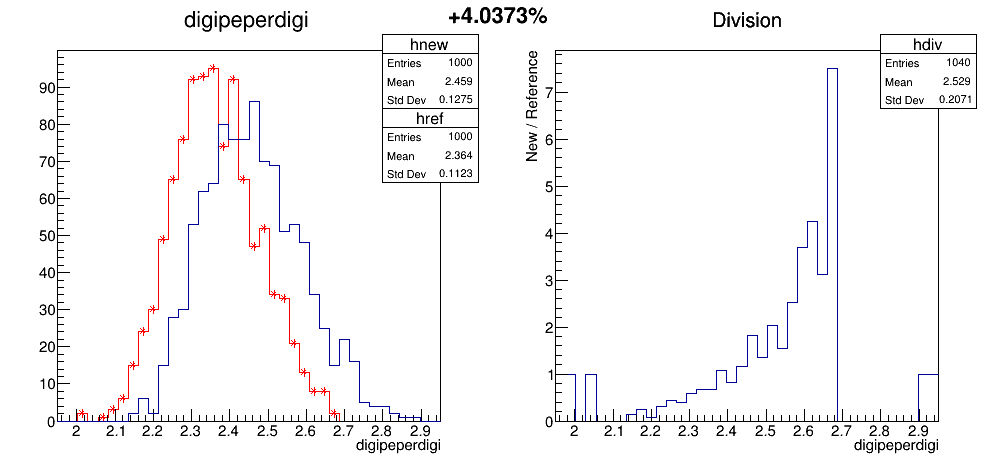 +4.0373%
digipeperdigi
hnew
Entries 1000
Mean 2.459
Std Dev 0.1275
href
Entries 1000
Mean 2.364
Std Dev 0.1123
90
80
70
60
50
40
30
20
10
0
2 2.1 2.2 2.3 2.4 2.5 2.6 2.7 2.8 2.9
digipeperdigi
Division
hdiv
Entries 1040
Mean 2.529
Std Dev 0.2071
New / Reference
7
6
5
4
3
2
1
0
2 2.1 2.2 2.3 2.4 2.5 2.6 2.7 2.8 2.9
digipeperdigi